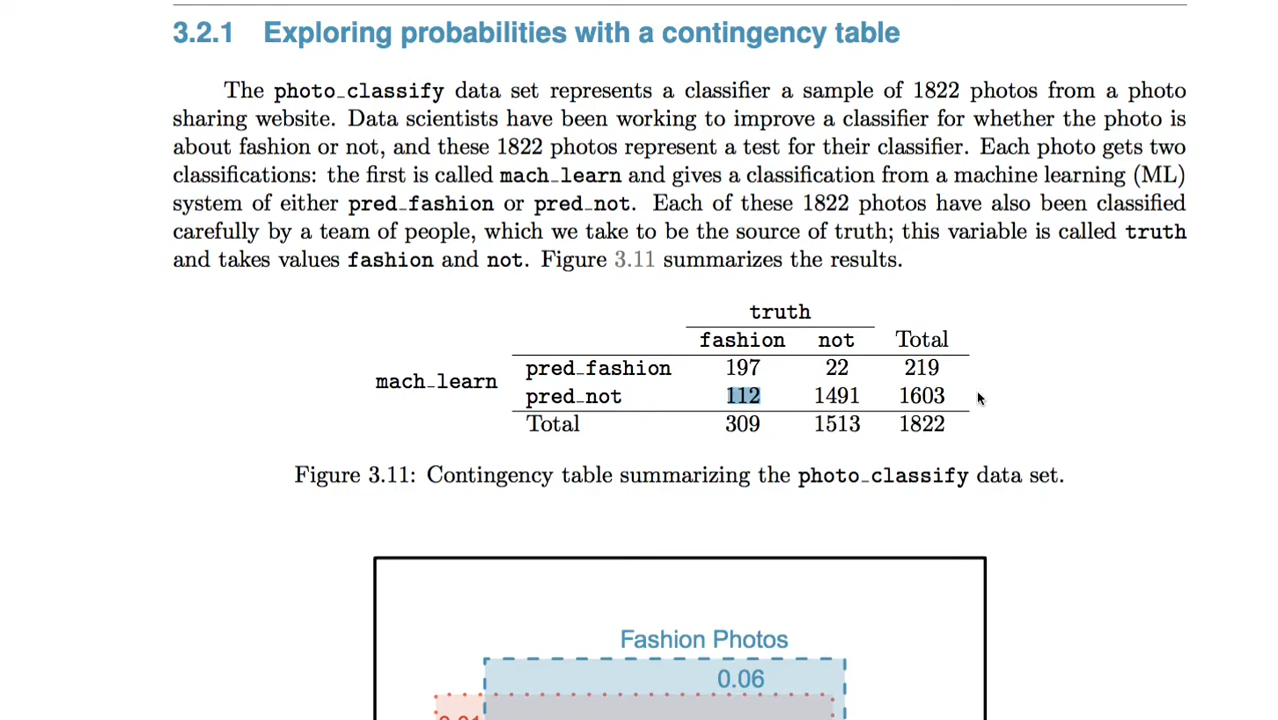 3.2.1 Exploring probabilities with a contingency table
The photo_classify data set represents a classifier a sample of 1822 photos from a photo
sharing website. Data scientists have been working to improve a classifier for whether the photo is
about fashion or not, and these 1822 photos represent a test for their classifier. Each photo gets two
classifications: the first is called mach_learn and gives a classification from a machine learning (ML)
system of either pred_fashion or pred_not. Each of these 1822 photos have also been classified
carefully by a team of people, which we take to be the source of truth; this variable is called truth
and takes values fashion and not. Figure 3.11 summarizes the results.
truth
fashion not Total
mach_learn
pred_fashion 197 22 219
pred_not 112 1491 1603
Total 309 1513 1822
Figure 3.11: Contingency table summarizing the photo_classify data set.
Fashion Photos
0.06